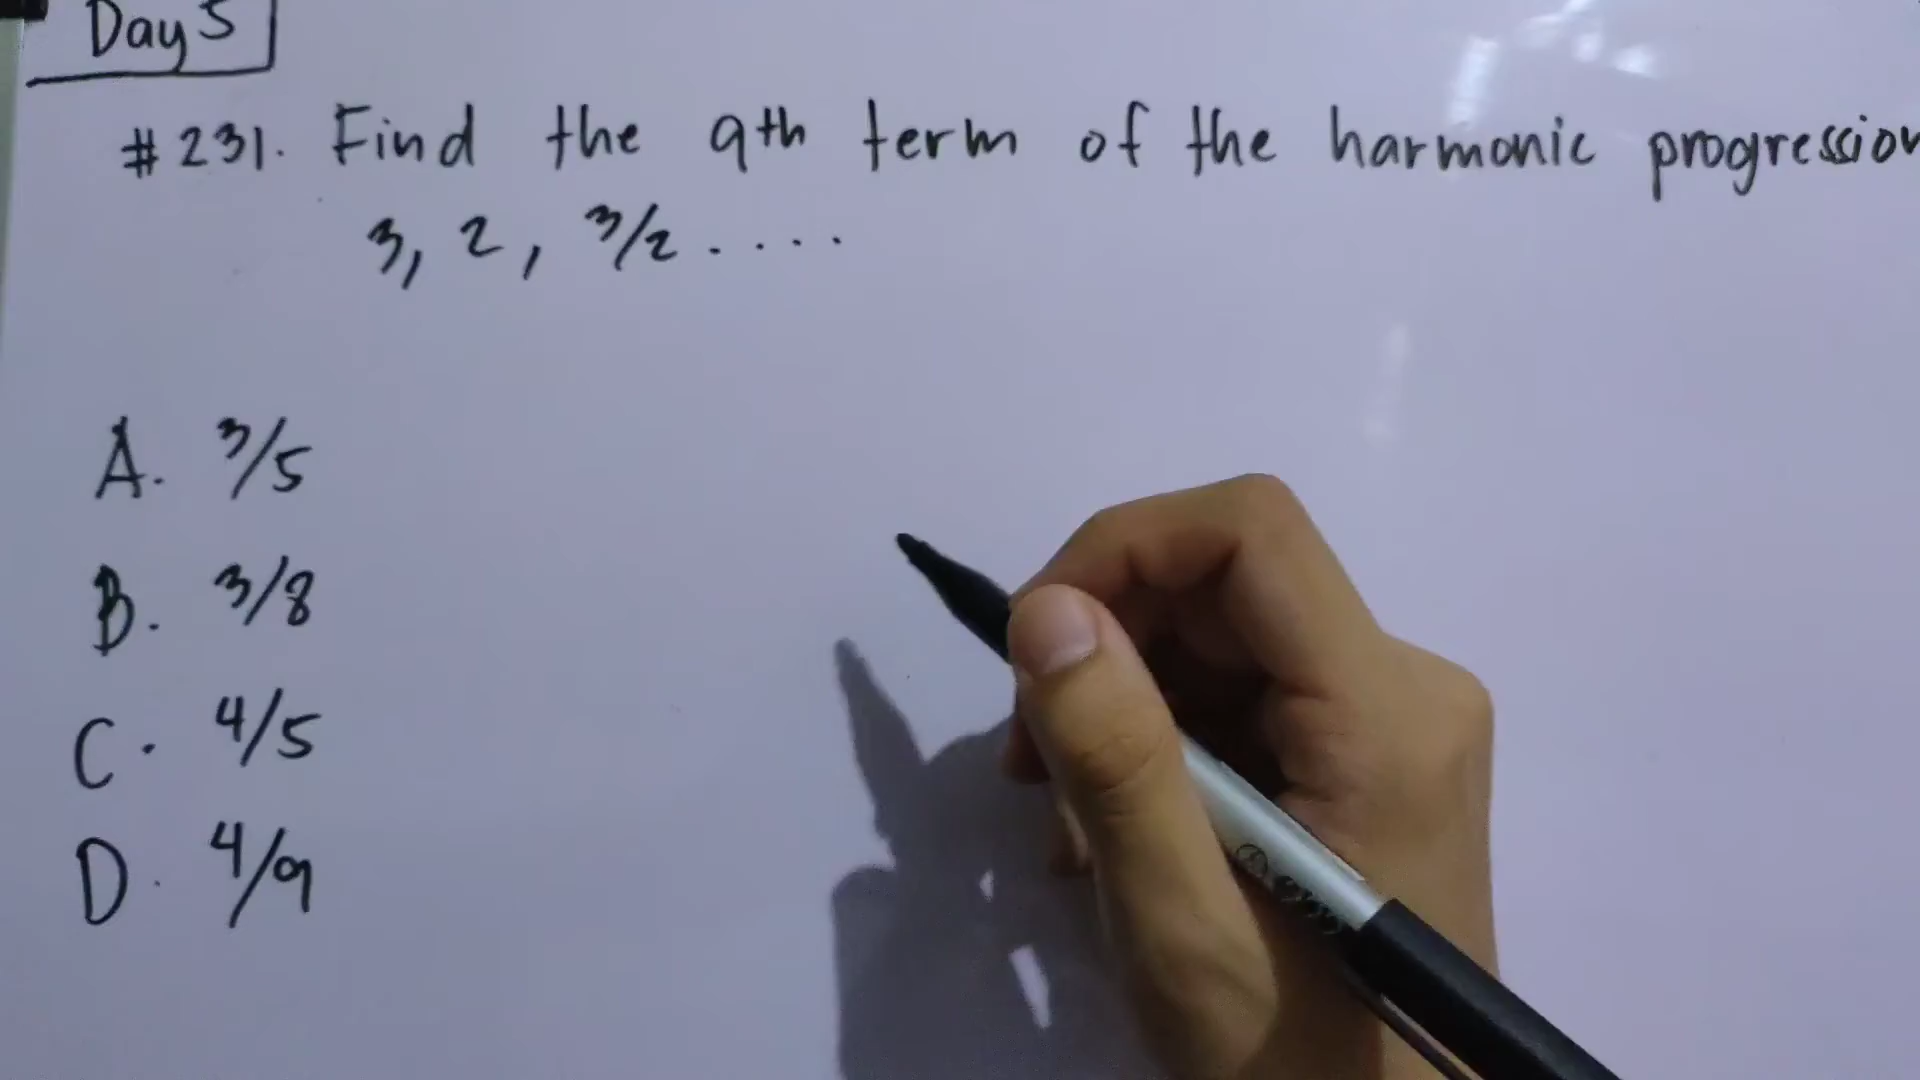 Day 5
#231. Find the 9th term of the harmonic progression
3, 2, 3/2 . . . .
A. 3/5
B. 3/8
C. 4/5
D. 4/9